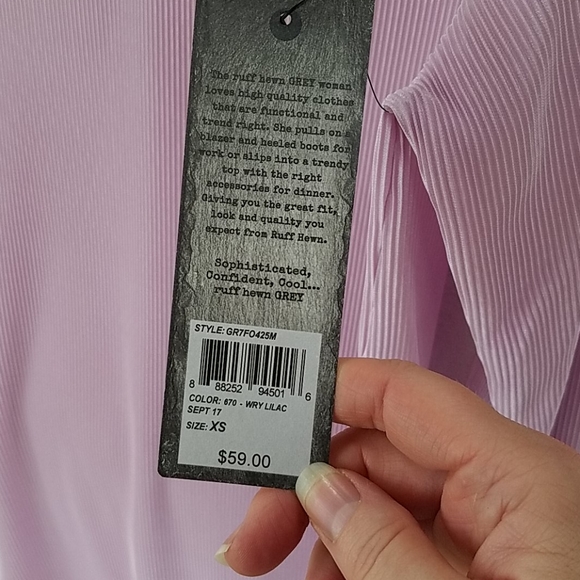 The ruff hewn GREY woman
loves high quality clothes
that are functional and
trend right. She pulls on a
blazer and heeled boots for
work or slips into a trendy
top with the right
accessories for dinner.
Giving you the great fit,
look and quality you
expect from Ruff Hewn.
Sophisticated,
Confident, Cool...
ruff hewn GREY
STYLE: GR7FO425M
8 88252 94501 6
COLOR: 670 - WRY LILAC
SEPT 17
SIZE: XS
$59.00